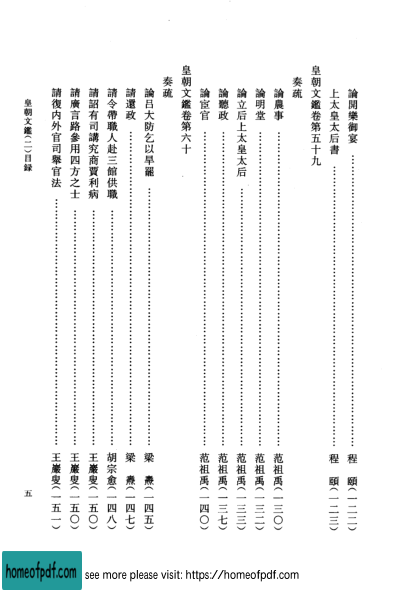 論開樂御宴……程　頤（一二二）
上太皇太后書……程　頤（一二三）
皇朝文鑑卷第五十九
奏疏
論農事……范祖禹（一三〇）
論明堂……范祖禹（一三二）
論立后上太皇太后……范祖禹（一三三）
論聽政……范祖禹（一三七）
論宦官……范祖禹（一四〇）
皇朝文鑑卷第六十
奏疏
論呂大防乞以旱罷……梁　燾（一四五）
請還政……梁　燾（一四七）
請令帶職人赴三館供職……胡宗愈（一四八）
請詔有司講究商賈利病……王巖叟（一五〇）
請廣言路參用四方之士……王巖叟（一五〇）
請復內外官司舉官法……王巖叟（一五一）
皇朝文鑑（二）目録
五
homeofpdf.com
see more please visit: https://homeofpdf.com